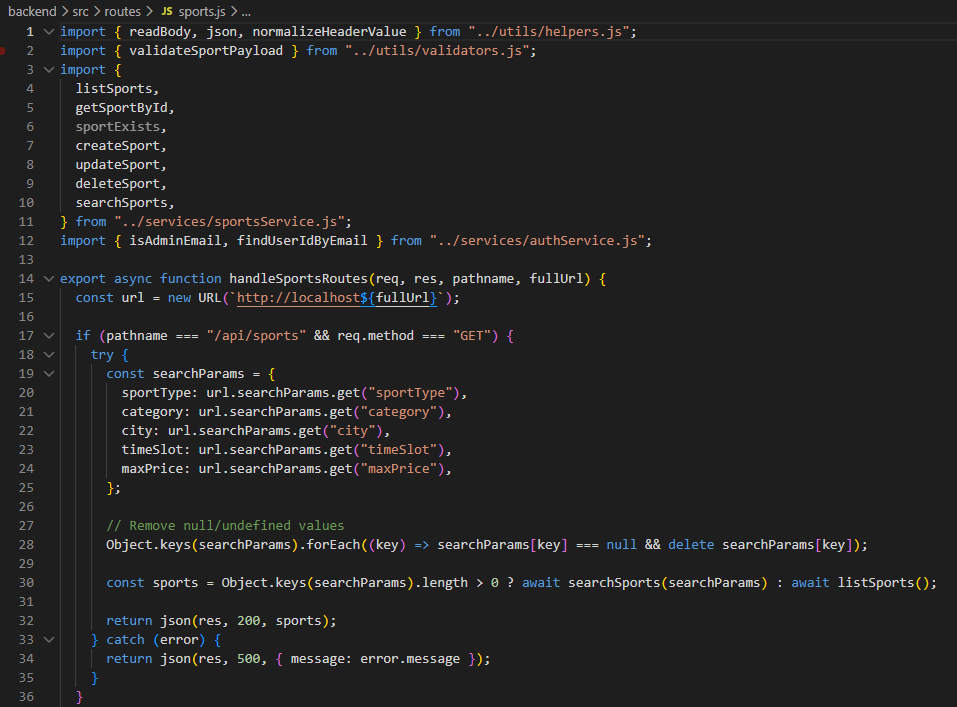 backend > src > routes > JS sports.js > ...
1 import { readBody, json, normalizeHeaderValue } from "../utils/helpers.js";
2 import { validateSportPayload } from "../utils/validators.js";
3 import {
4   listSports,
5   getSportById,
6   sportExists,
7   createSport,
8   updateSport,
9   deleteSport,
10   searchSports,
11 } from "../services/sportsService.js";
12 import { isAdminEmail, findUserIdByEmail } from "../services/authService.js";
13
14 export async function handleSportsRoutes(req, res, pathname, fullUrl) {
15   const url = new URL(`http://localhost${fullUrl}`);
16
17   if (pathname === "/api/sports" && req.method === "GET") {
18     try {
19       const searchParams = {
20         sportType: url.searchParams.get("sportType"),
21         category: url.searchParams.get("category"),
22         city: url.searchParams.get("city"),
23         timeSlot: url.searchParams.get("timeSlot"),
24         maxPrice: url.searchParams.get("maxPrice"),
25       };
26
27       // Remove null/undefined values
28       Object.keys(searchParams).forEach((key) => searchParams[key] === null && delete searchParams[key]);
29
30       const sports = Object.keys(searchParams).length > 0 ? await searchSports(searchParams) : await listSports();
31
32       return json(res, 200, sports);
33     } catch (error) {
34       return json(res, 500, { message: error.message });
35     }
36   }